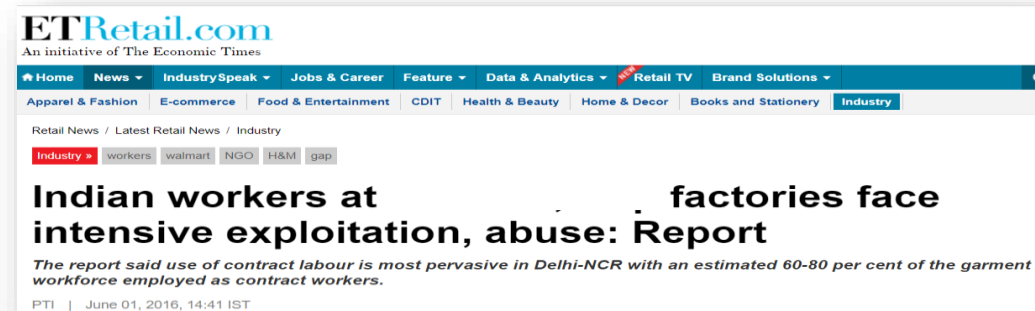 ETRetail.com
An initiative of The Economic Times
Home News IndustrySpeak Jobs & Career Feature Data & Analytics NEW Retail TV Brand Solutions
Apparel & Fashion E-commerce Food & Entertainment CDIT Health & Beauty Home & Decor Books and Stationery Industry
Retail News / Latest Retail News / Industry
Industry » workers walmart NGO H&M gap
Indian workers at factories face
intensive exploitation, abuse: Report
The report said use of contract labour is most pervasive in Delhi-NCR with an estimated 60-80 per cent of the garment
workforce employed as contract workers.
PTI | June 01, 2016, 14:41 IST